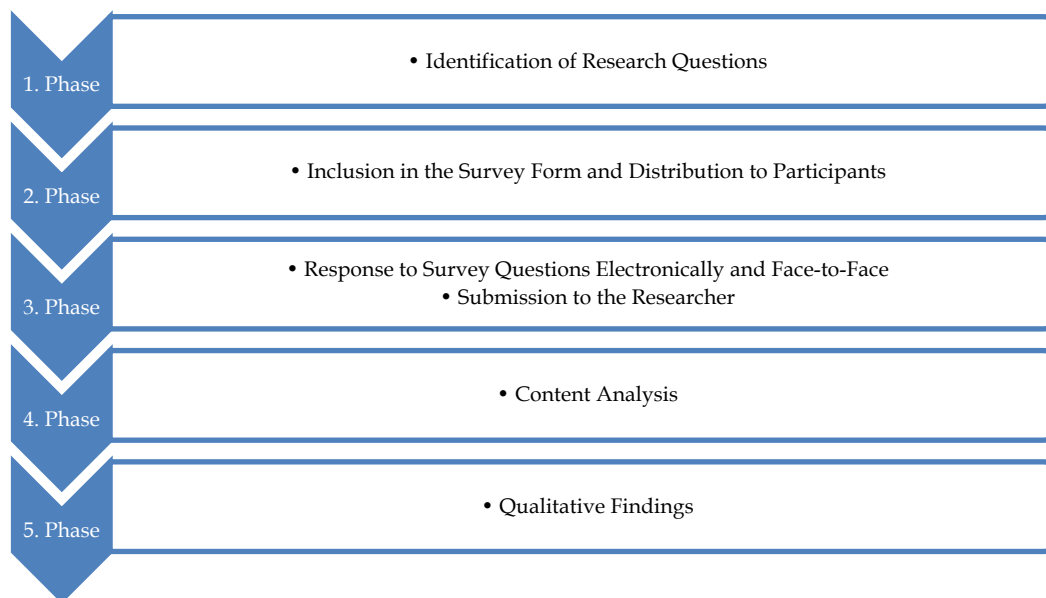 1. Phase
• Identification of Research Questions
2. Phase
• Inclusion in the Survey Form and Distribution to Participants
3. Phase
• Response to Survey Questions Electronically and Face-to-Face
• Submission to the Researcher
4. Phase
• Content Analysis
5. Phase
• Qualitative Findings